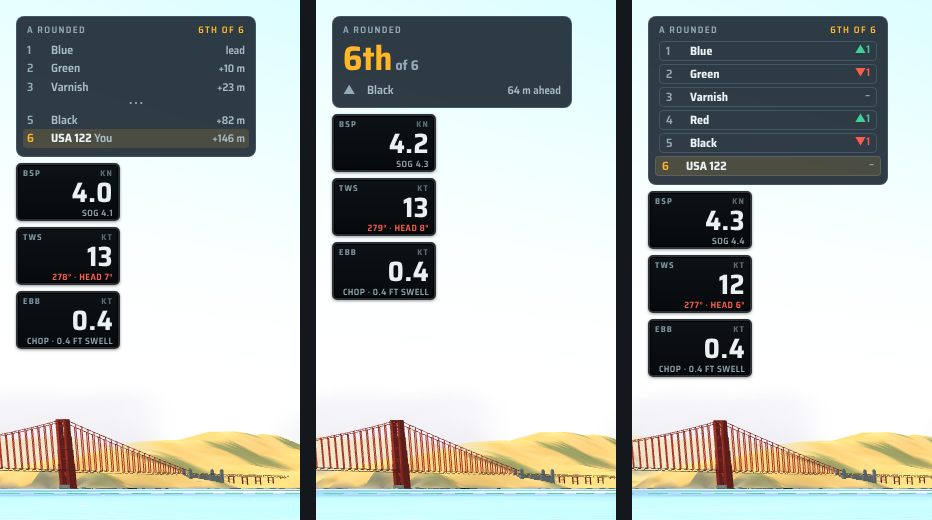 A ROUNDED 6TH OF 6
1 Blue lead
2 Green +10 m
3 Varnish +23 m
...
5 Black +82 m
6 USA 122 You +146 m
BSP KN
4.0
SOG 4.1
TWS KT
13
278° · HEAD 7°
EBB KT
0.4
CHOP · 0.4 FT SWELL
A ROUNDED
6th of 6
▲ Black 64 m ahead
BSP KN
4.2
SOG 4.3
TWS KT
13
279° · HEAD 8°
EBB KT
0.4
CHOP · 0.4 FT SWELL
A ROUNDED 6TH OF 6
1 Blue ▲1
2 Green ▼1
3 Varnish –
4 Red ▲1
5 Black ▼1
6 USA 122 –
BSP KN
4.3
SOG 4.4
TWS KT
12
277° · HEAD 6°
EBB KT
0.4
CHOP · 0.4 FT SWELL